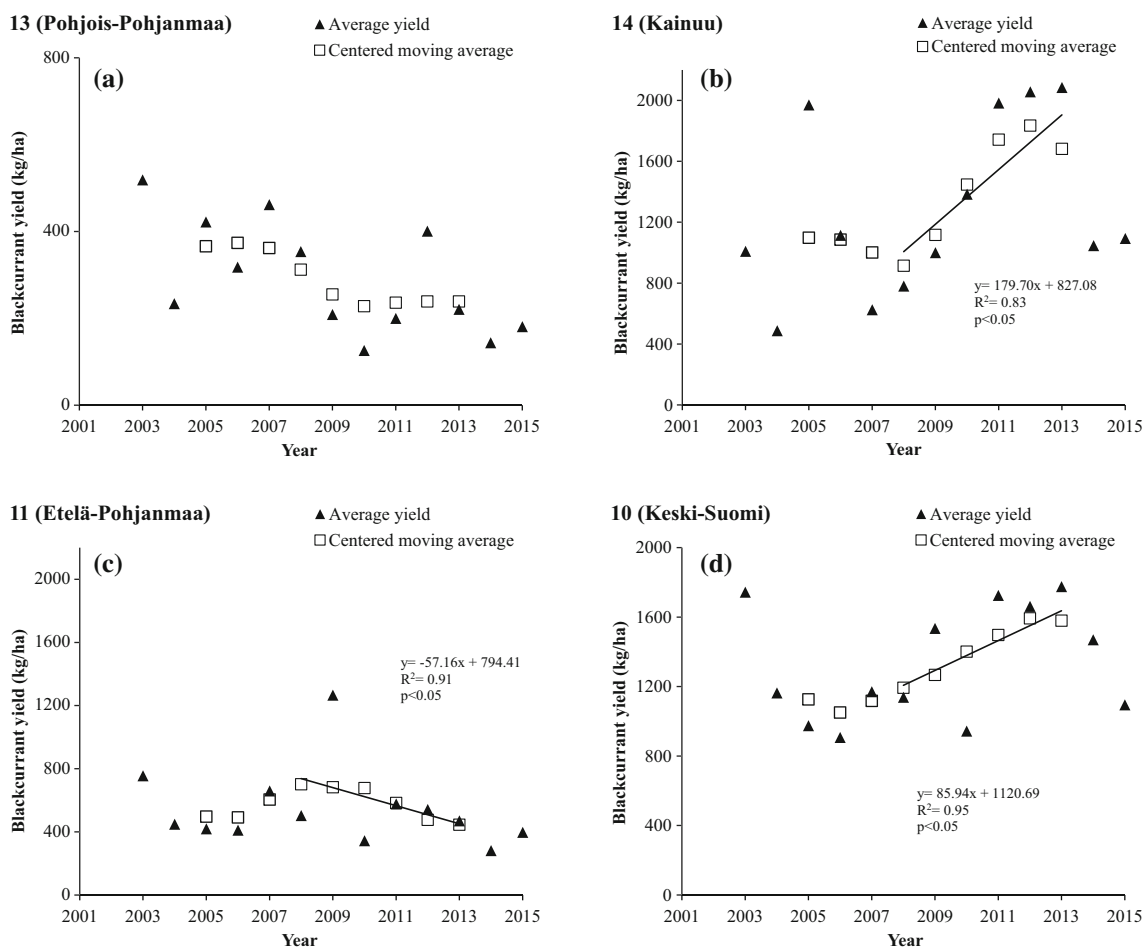 13 (Pohjois-Pohjanmaa)
▲ Average yield
□ Centered moving average
(a)
Blackcurrant yield (kg/ha)
800
400
0
2001 2003 2005 2007 2009 2011 2013 2015
Year
14 (Kainuu)
▲ Average yield
□ Centered moving average
(b)
Blackcurrant yield (kg/ha)
2000
1600
1200
800
400
0
y= 179.70x + 827.08
R²= 0.83
p<0.05
2001 2003 2005 2007 2009 2011 2013 2015
Year
11 (Etelä-Pohjanmaa)
▲ Average yield
□ Centered moving average
(c)
Blackcurrant yield (kg/ha)
2000
1600
1200
800
400
0
y= -57.16x + 794.41
R²= 0.91
p<0.05
2001 2003 2005 2007 2009 2011 2013 2015
Year
10 (Keski-Suomi)
▲ Average yield
□ Centered moving average
(d)
Blackcurrant yield (kg/ha)
2000
1600
1200
800
400
0
y= 85.94x + 1120.69
R²= 0.95
p<0.05
2001 2003 2005 2007 2009 2011 2013 2015
Year